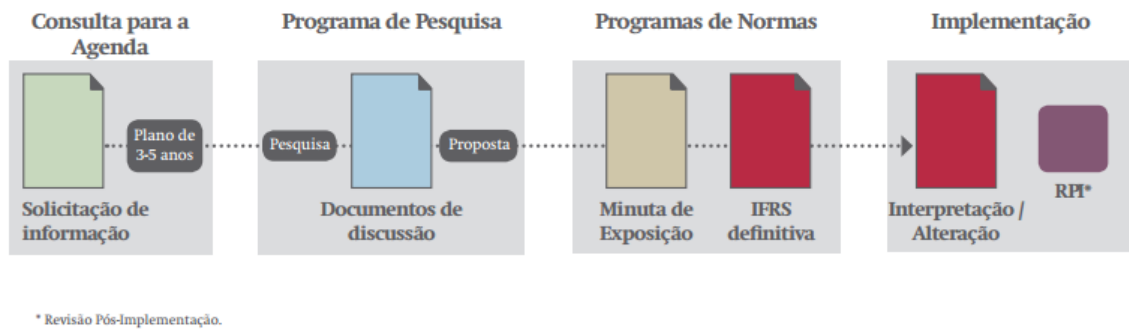 Consulta para a
Agenda
Programa de Pesquisa
Programas de Normas
Implementação
Plano de
3-5 anos
Solicitação de
informação
Pesquisa
Proposta
Documentos de
discussão
Minuta de
Exposição
IFRS
definitiva
Interpretação /
Alteração
RPI*
* Revisão Pós-Implementação.